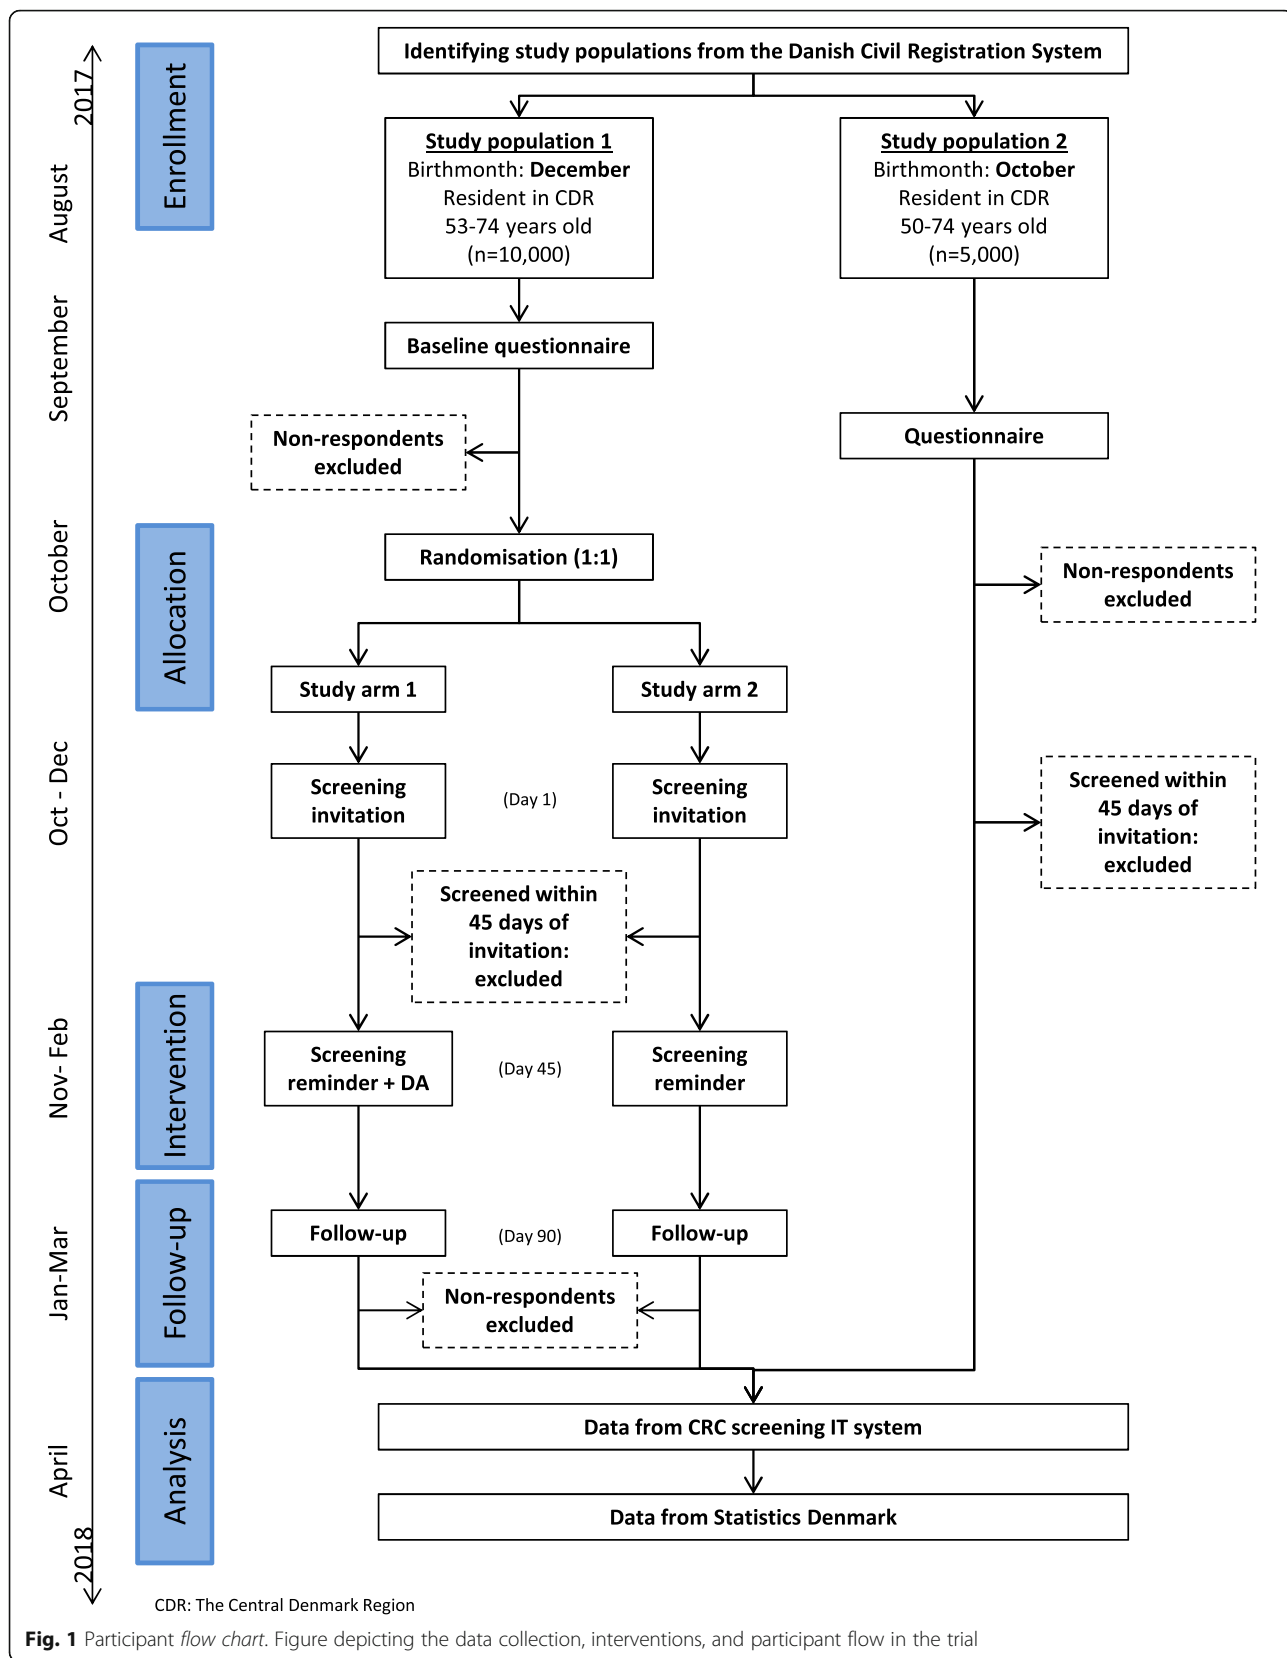 Identifying study populations from the Danish Civil Registration System
2017
Enrollment
August
Study population 1
Birthmonth: December
Resident in CDR
53-74 years old
(n=10,000)
Study population 2
Birthmonth: October
Resident in CDR
50-74 years old
(n=5,000)
September
Baseline questionnaire
Questionnaire
Non-respondents
excluded
October
Allocation
Randomisation (1:1)
Non-respondents
excluded
Study arm 1
Study arm 2
Oct - Dec
Screening
invitation
(Day 1)
Screening
invitation
Screened within
45 days of
invitation:
excluded
Screened within
45 days of
invitation:
excluded
Nov- Feb
Intervention
Screening
reminder + DA
(Day 45)
Screening
reminder
Jan-Mar
Follow-up
Follow-up
(Day 90)
Follow-up
Non-respondents
excluded
April
Analysis
Data from CRC screening IT system
Data from Statistics Denmark
2018
CDR: The Central Denmark Region
Fig. 1 Participant flow chart. Figure depicting the data collection, interventions, and participant flow in the trial